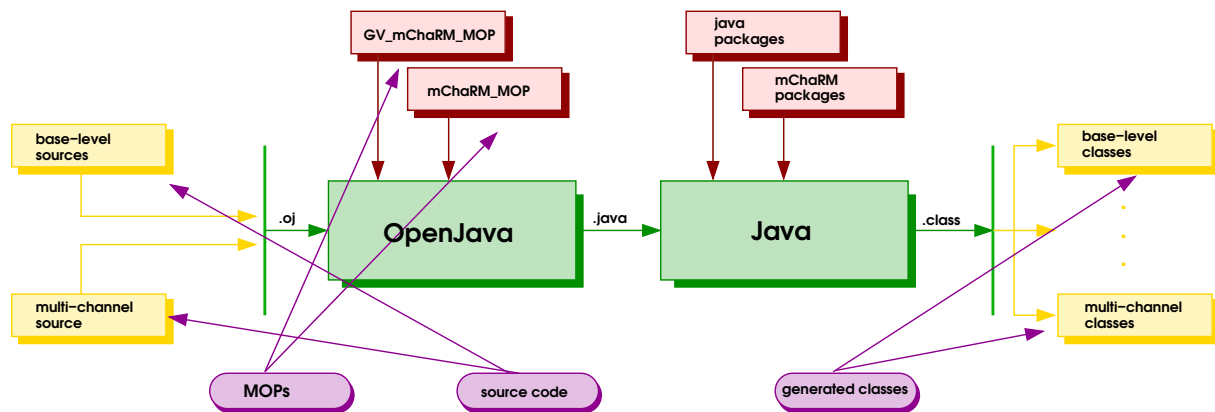 GV_mChaRM_MOP
java
packages
mChaRM_MOP
mChaRM
packages
base-level
sources
base-level
classes
.oj
OpenJava
.java
Java
.class
multi-channel
source
multi-channel
classes
MOPs
source code
generated classes